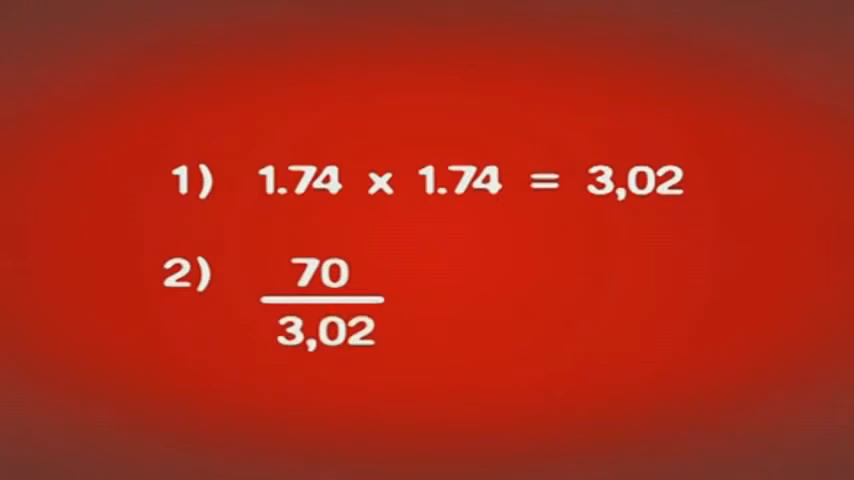 1) 1.74 x 1.74 = 3,02
2) 70
3,02